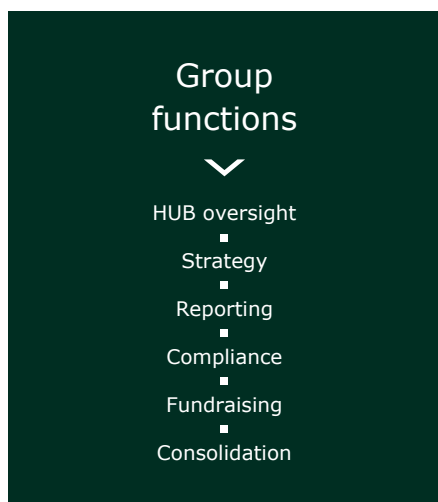 Group
functions
HUB oversight
Strategy
Reporting
Compliance
Fundraising
Consolidation